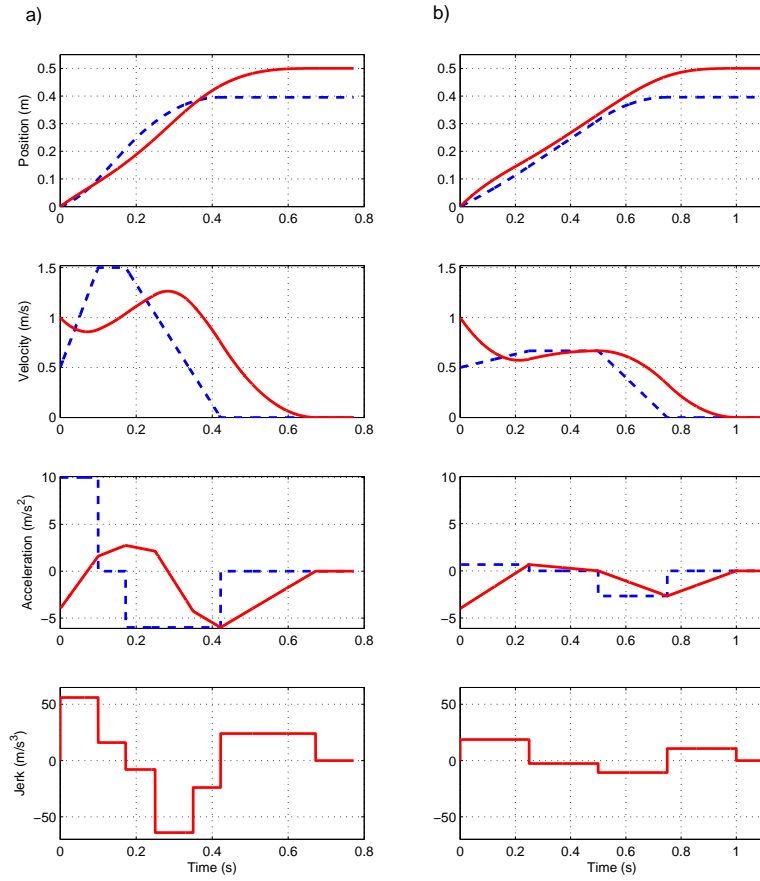 a)
b)
Position (m)
0.5
0.4
0.3
0.2
0.1
0
0 0.2 0.4 0.6 0.8
0.5
0.4
0.3
0.2
0.1
0
0 0.2 0.4 0.6 0.8 1
Velocity (m/s)
1.5
1
0.5
0
0 0.2 0.4 0.6 0.8
1.5
1
0.5
0
0 0.2 0.4 0.6 0.8 1
Acceleration (m/s²)
10
5
0
−5
0 0.2 0.4 0.6 0.8
10
5
0
−5
0 0.2 0.4 0.6 0.8 1
Jerk (m/s³)
50
0
−50
0 0.2 0.4 0.6 0.8
Time (s)
50
0
−50
0 0.2 0.4 0.6 0.8 1
Time (s)